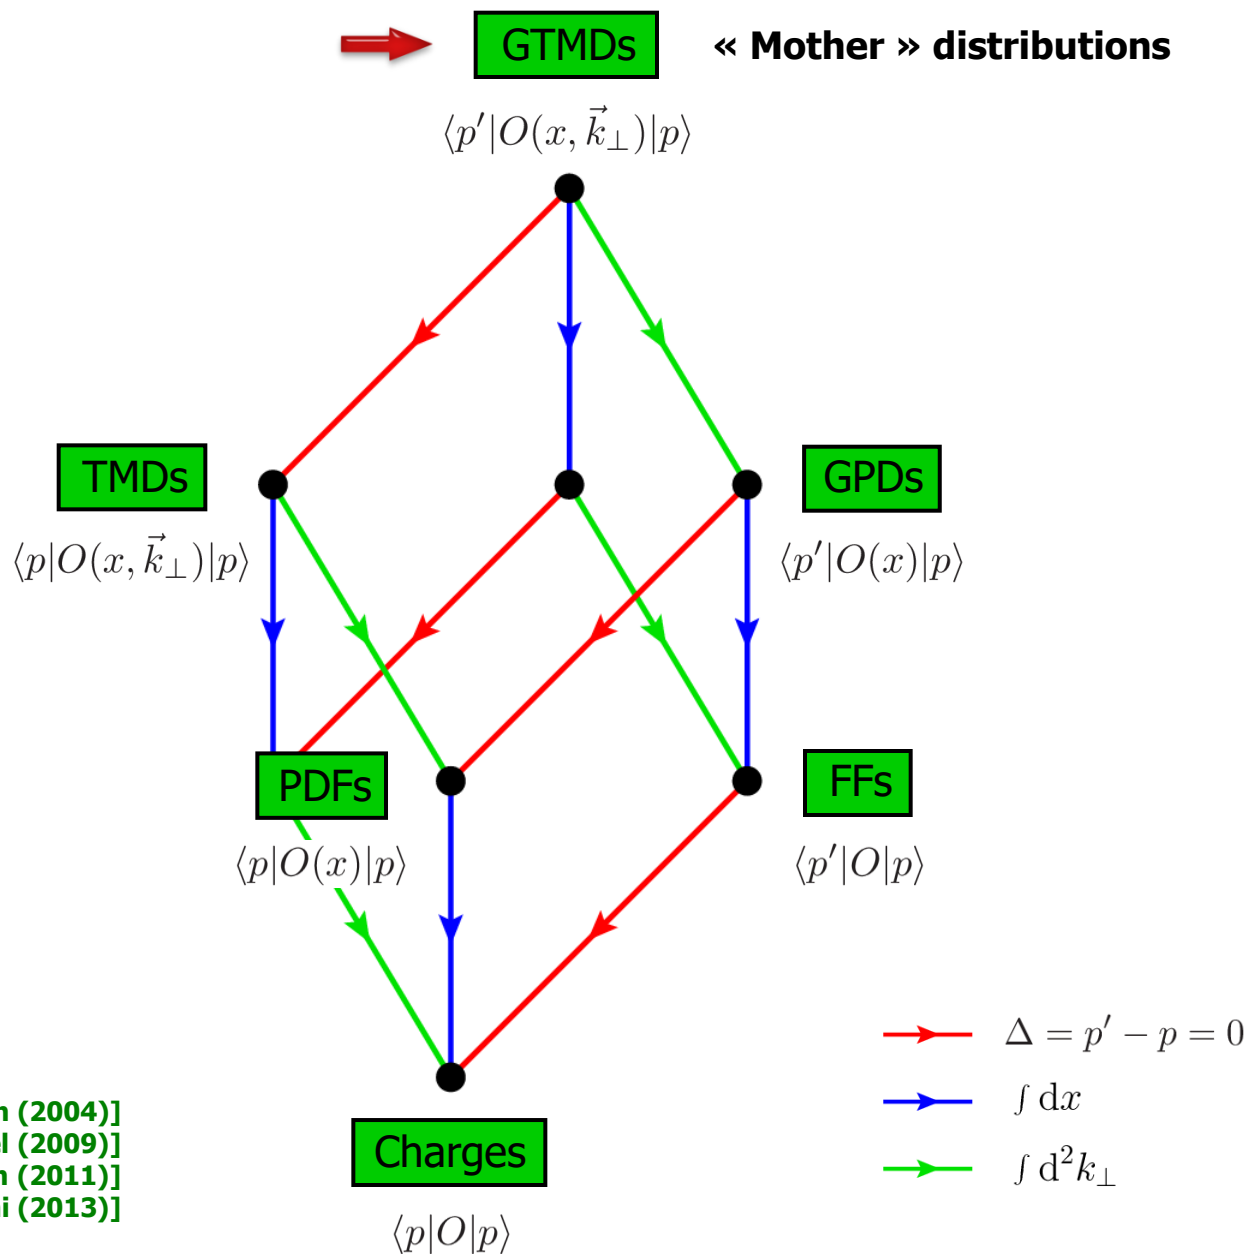 GTMDs « Mother » distributions
⟨p′|O(x, k⃗⊥)|p⟩
TMDs
GPDs
⟨p|O(x, k⃗⊥)|p⟩
⟨p′|O(x)|p⟩
PDFs
FFs
⟨p|O(x)|p⟩
⟨p′|O|p⟩
Δ = p′ − p = 0
∫ dx
∫ d²k⊥
(2004)]
(2009)]
(2011)]
(2013)]
Charges
⟨p|O|p⟩